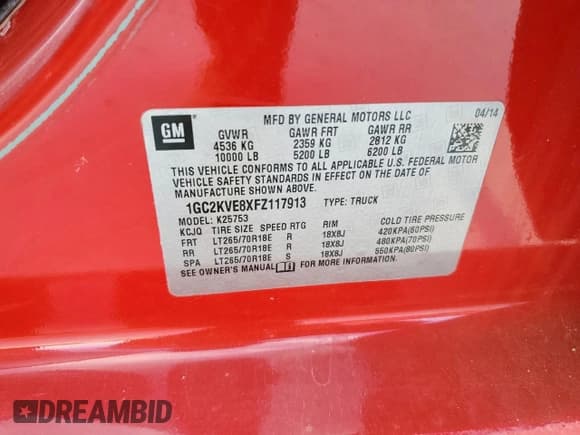 GM
MFD BY GENERAL MOTORS LLC
04/14
GVWR GAWR FRT GAWR RR
4536 KG 2359 KG 2812 KG
10000 LB 5200 LB 6200 LB
THIS VEHICLE CONFORMS TO ALL APPLICABLE U.S. FEDERAL MOTOR
VEHICLE SAFETY STANDARDS IN EFFECT ON THE DATE OF
MANUFACTURE SHOWN ABOVE.
1GC2KVE8XFZ117913 TYPE: TRUCK
MODEL: K25753
KCJQ TIRE SIZE SPEED RTG RIM COLD TIRE PRESSURE
FRT LT265/70R18E R 18X8J 420KPA(60PSI)
RR LT265/70R18E R 18X8J 480KPA(70PSI)
SPA LT265/70R18E S 18X8J 550KPA(80PSI)
SEE OWNER'S MANUAL FOR MORE INFORMATION.
DREAMBID